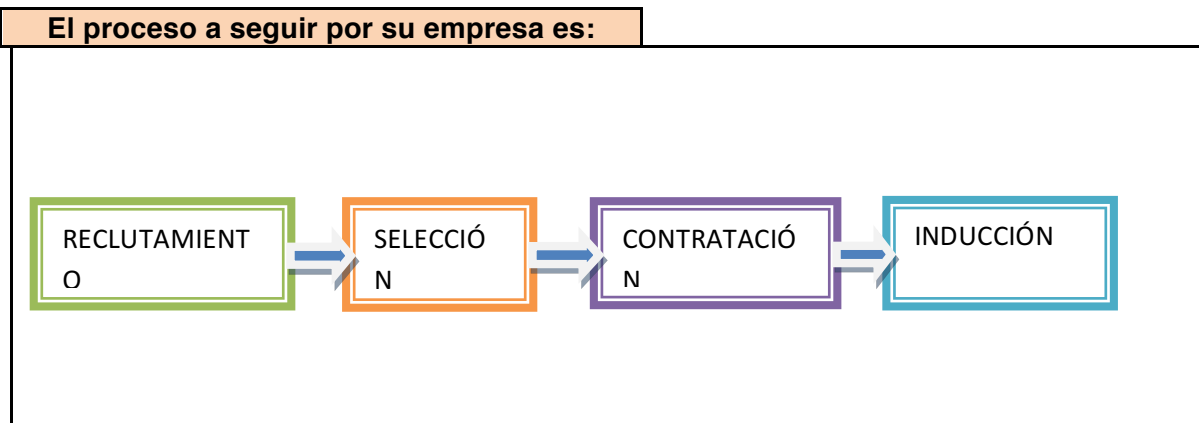 El proceso a seguir por su empresa es:
RECLUTAMIENT
O
SELECCIÓ
N
CONTRATACIÓ
N
INDUCCIÓN